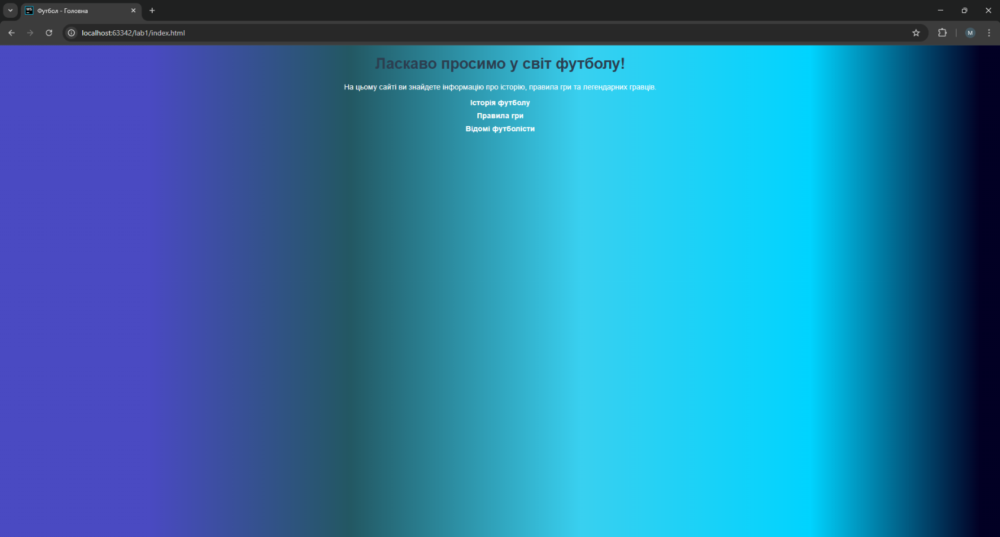 WS
Футбол - Головна
localhost:63342/lab1/index.html
M
Ласкаво просимо у світ футболу!
На цьому сайті ви знайдете інформацію про історію, правила гри та легендарних гравців.
Історія футболу
Правила гри
Відомі футболісти